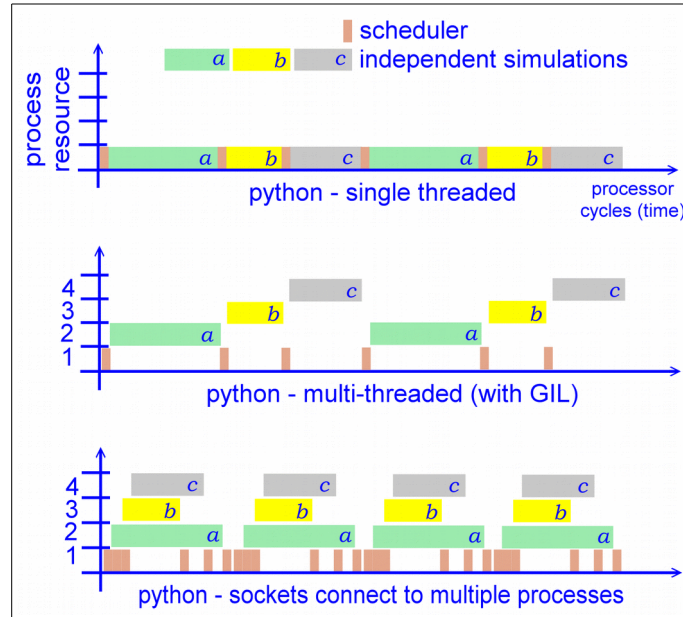 scheduler
a b c independent simulations
process
resource
a b c a b c
python - single threaded
processor
cycles (time)
4
3
2
1
c c
b b
a a
python - multi-threaded (with GIL)
4
3
2
1
c c c c
b b b b
a a a a
python - sockets connect to multiple processes